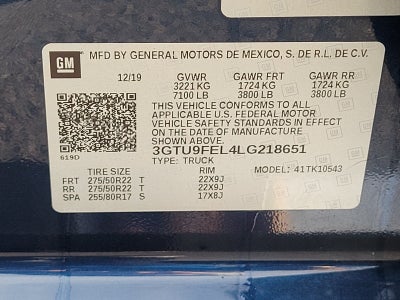 GM MFD BY GENERAL MOTORS DE MEXICO, S. DE R.L. DE C.V.
12/19 GVWR GAWR FRT GAWR RR
3221 KG 1724 KG 1724 KG
7100 LB 3800 LB 3800 LB
THIS VEHICLE CONFORMS TO ALL
APPLICABLE U.S. FEDERAL MOTOR
VEHICLE SAFETY STANDARDS IN EFFECT
ON THE DATE OF MANUFACTURE
SHOWN ABOVE.
619D 3GTU9FEL4LG218651
TYPE: TRUCK
TIRE SIZE RIM MODEL: 41TK10543
FRT 275/50R22 T 22X9J
RR 275/50R22 T 22X9J
SPA 255/80R17 S 17X8J